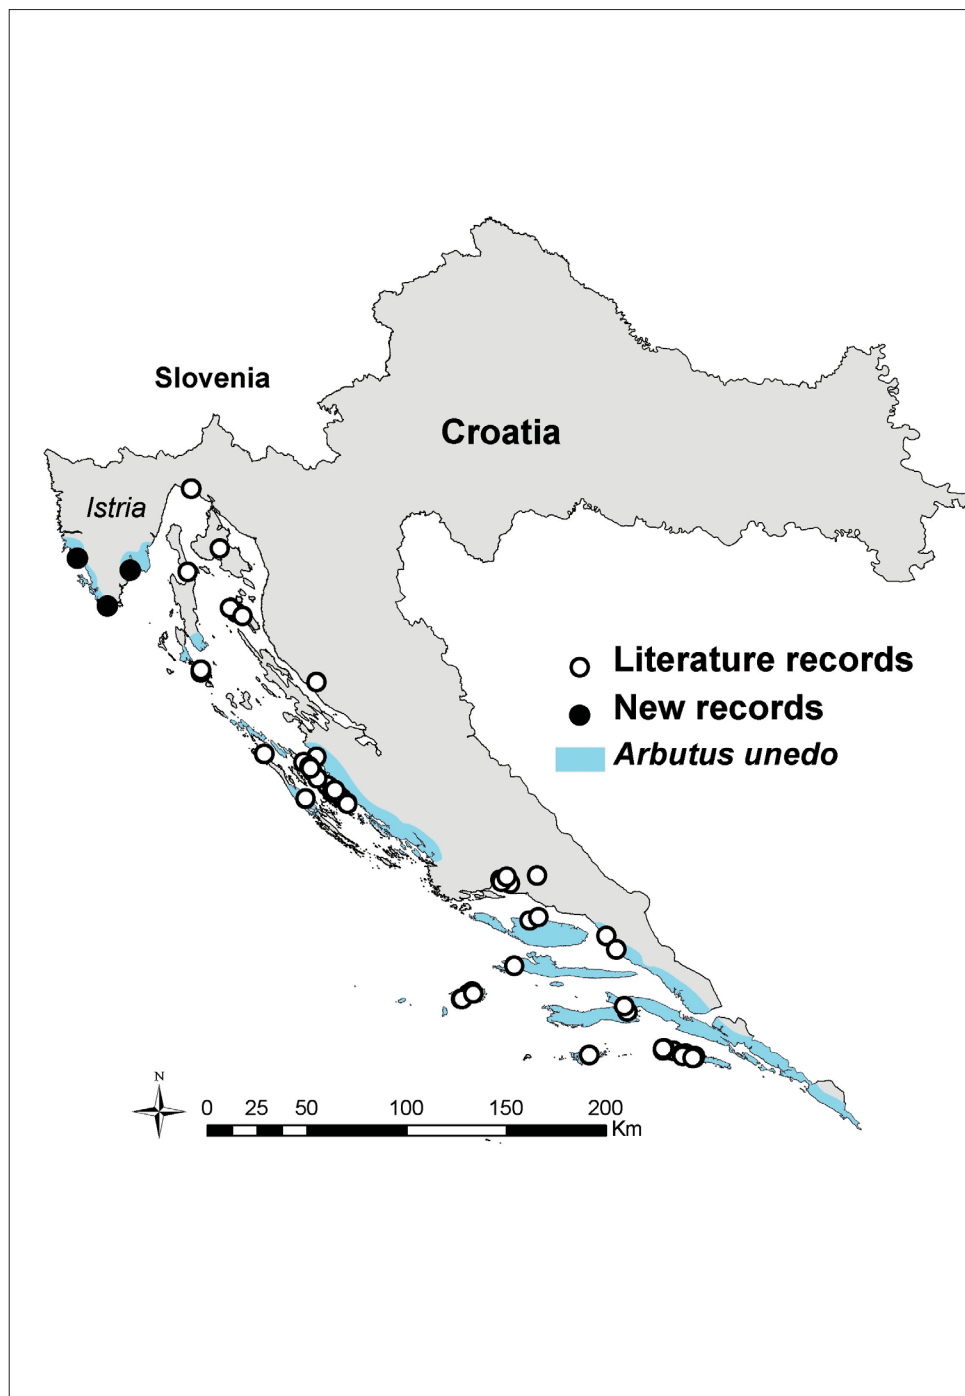 Slovenia
Croatia
Istria
Literature records
New records
Arbutus unedo
N
0 25 50 100 150 200
Km